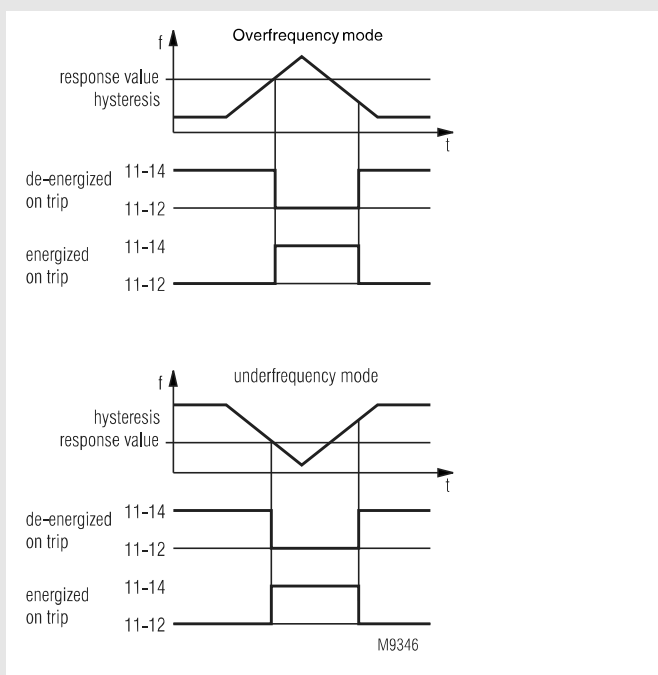 Overfrequency mode
f
response value
hysteresis
t
de-energized
on trip
11-14
11-12
energized
on trip
11-14
11-12
underfrequency mode
f
hysteresis
response value
t
de-energized
on trip
11-14
11-12
energized
on trip
11-14
11-12
M9346